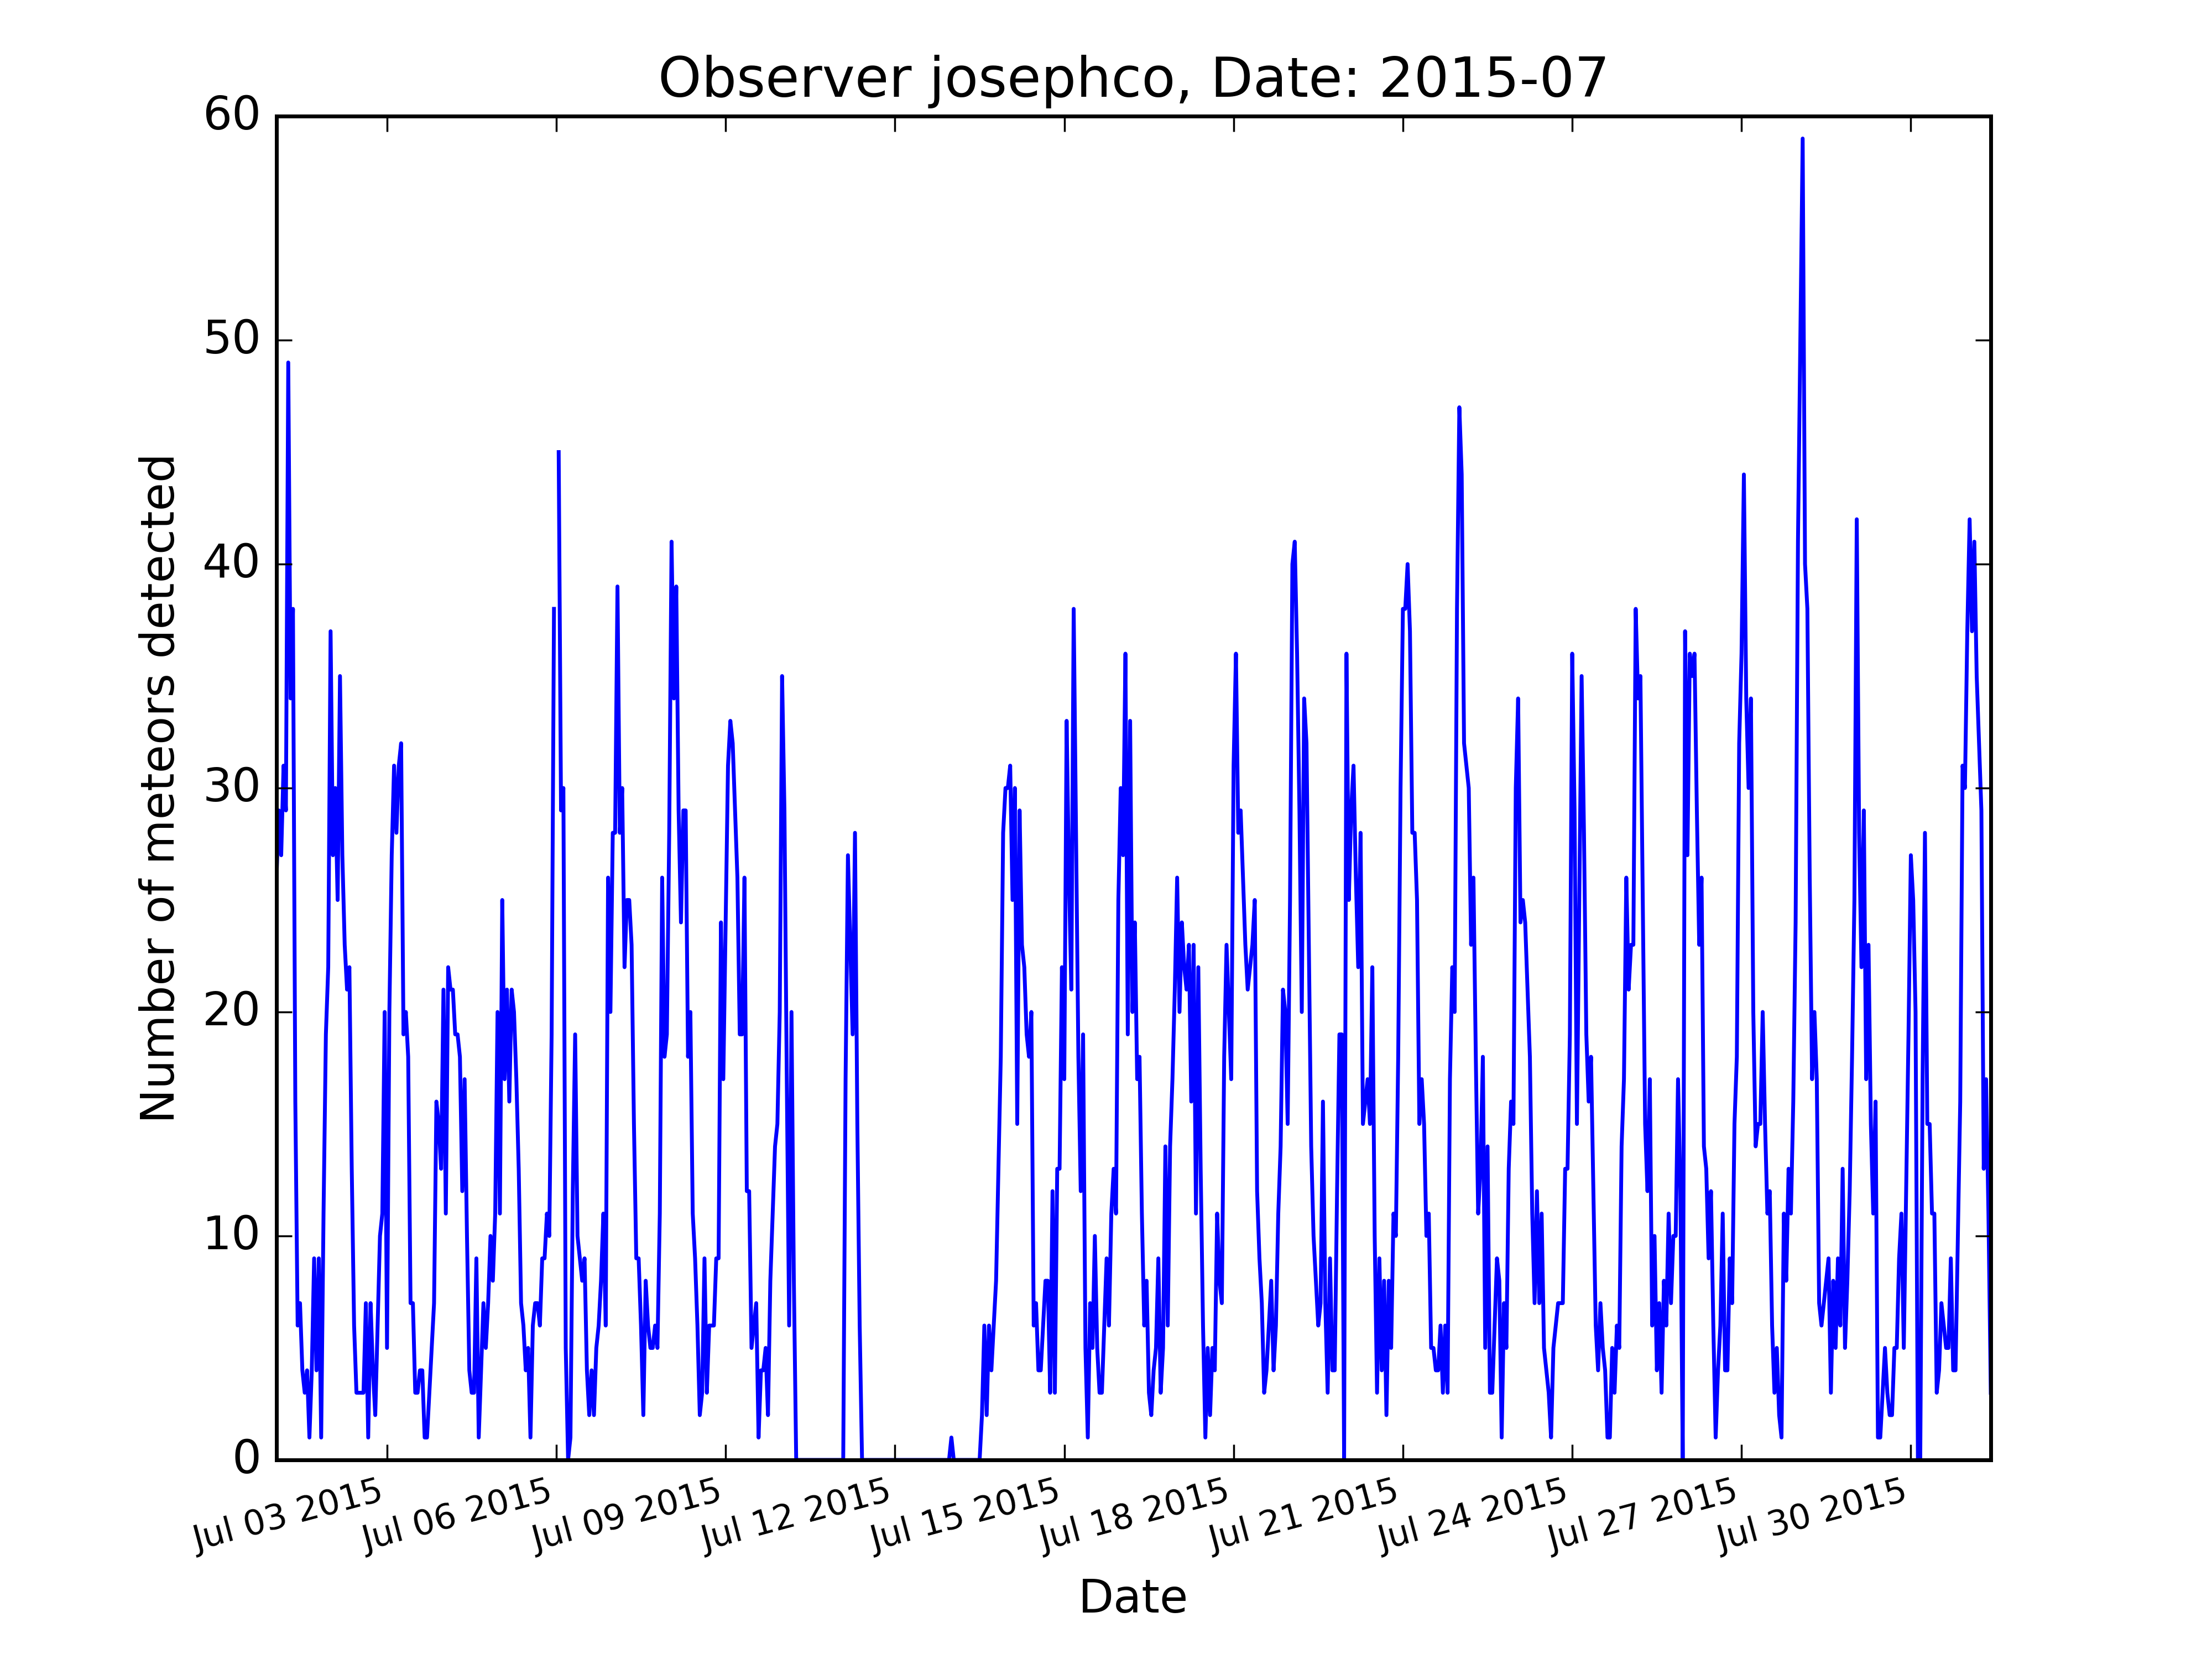 Observer josephco, Date: 2015-07
60
50
40
30
20
10
0
Number of meteors detected
Jul 03 2015
Jul 06 2015
Jul 09 2015
Jul 12 2015
Jul 15 2015
Jul 18 2015
Jul 21 2015
Jul 24 2015
Jul 27 2015
Jul 30 2015
Date